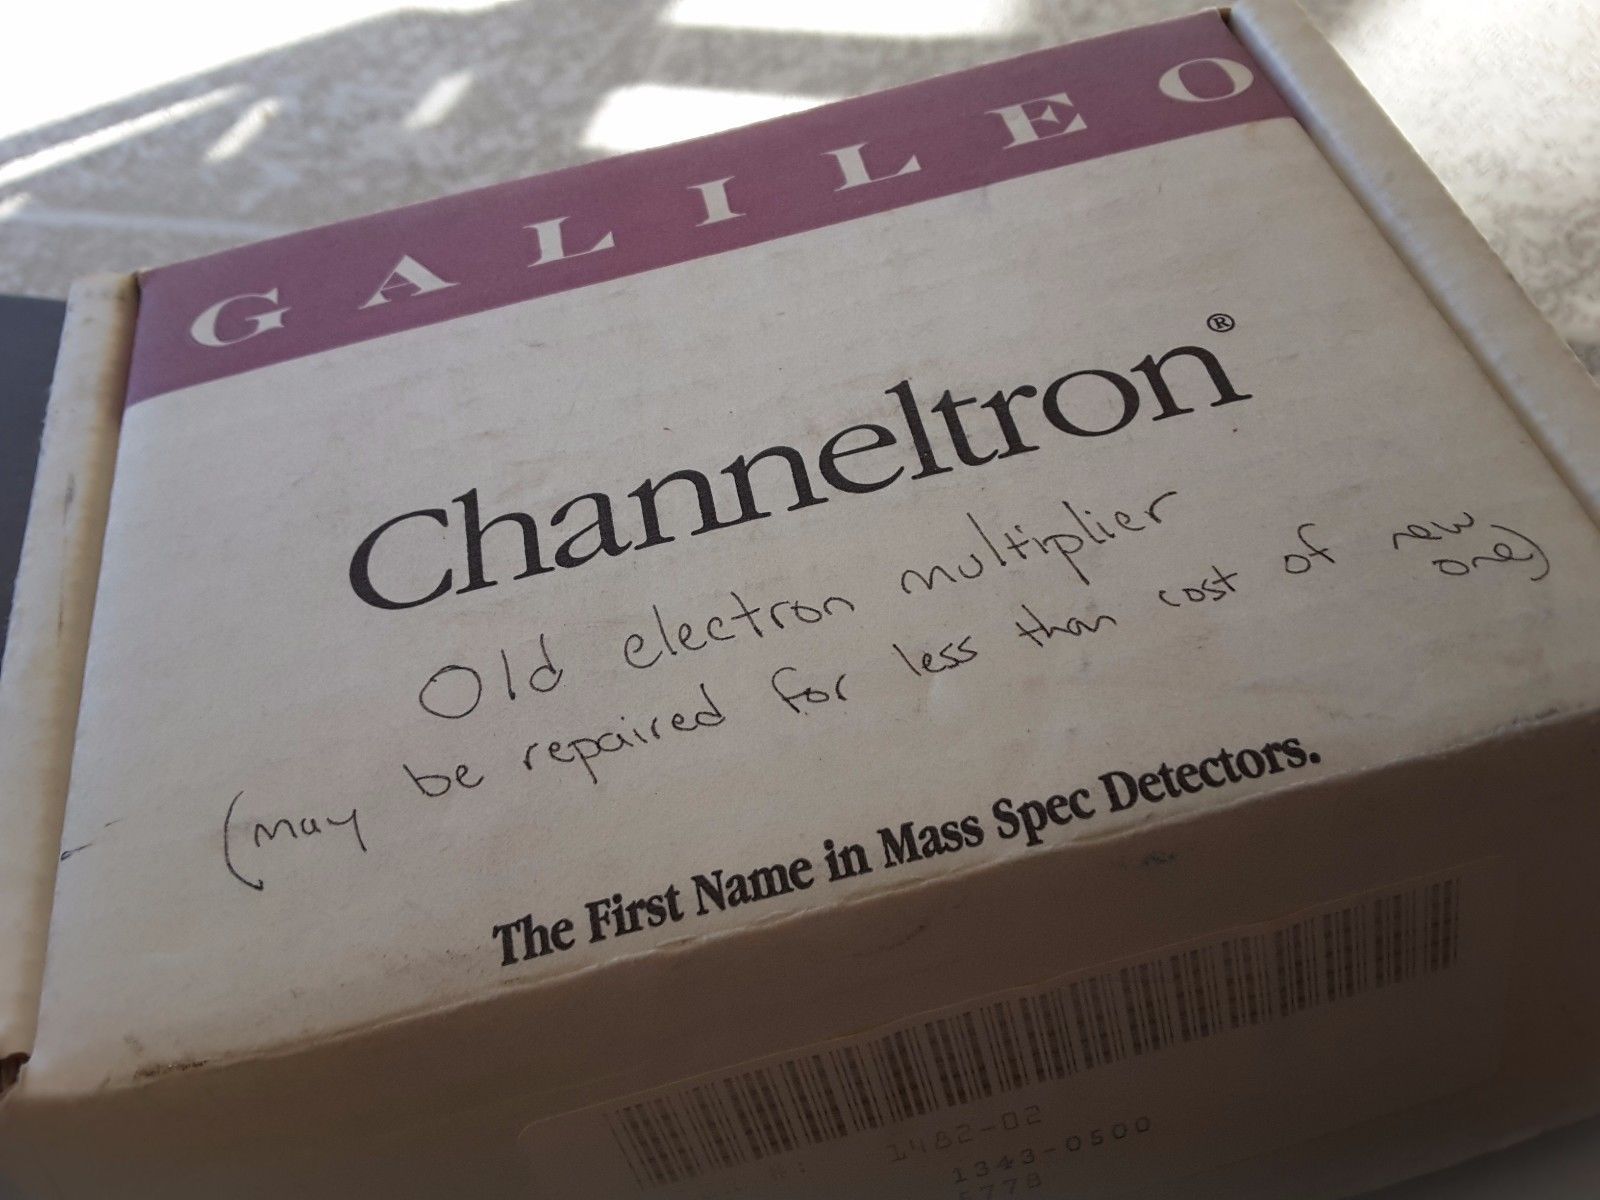 GALILEO
Channeltron®
Old electron multiplier
(may be repaired for less than cost of new
one)
The First Name in Mass Spec Detectors.
1482-02
1343-0500